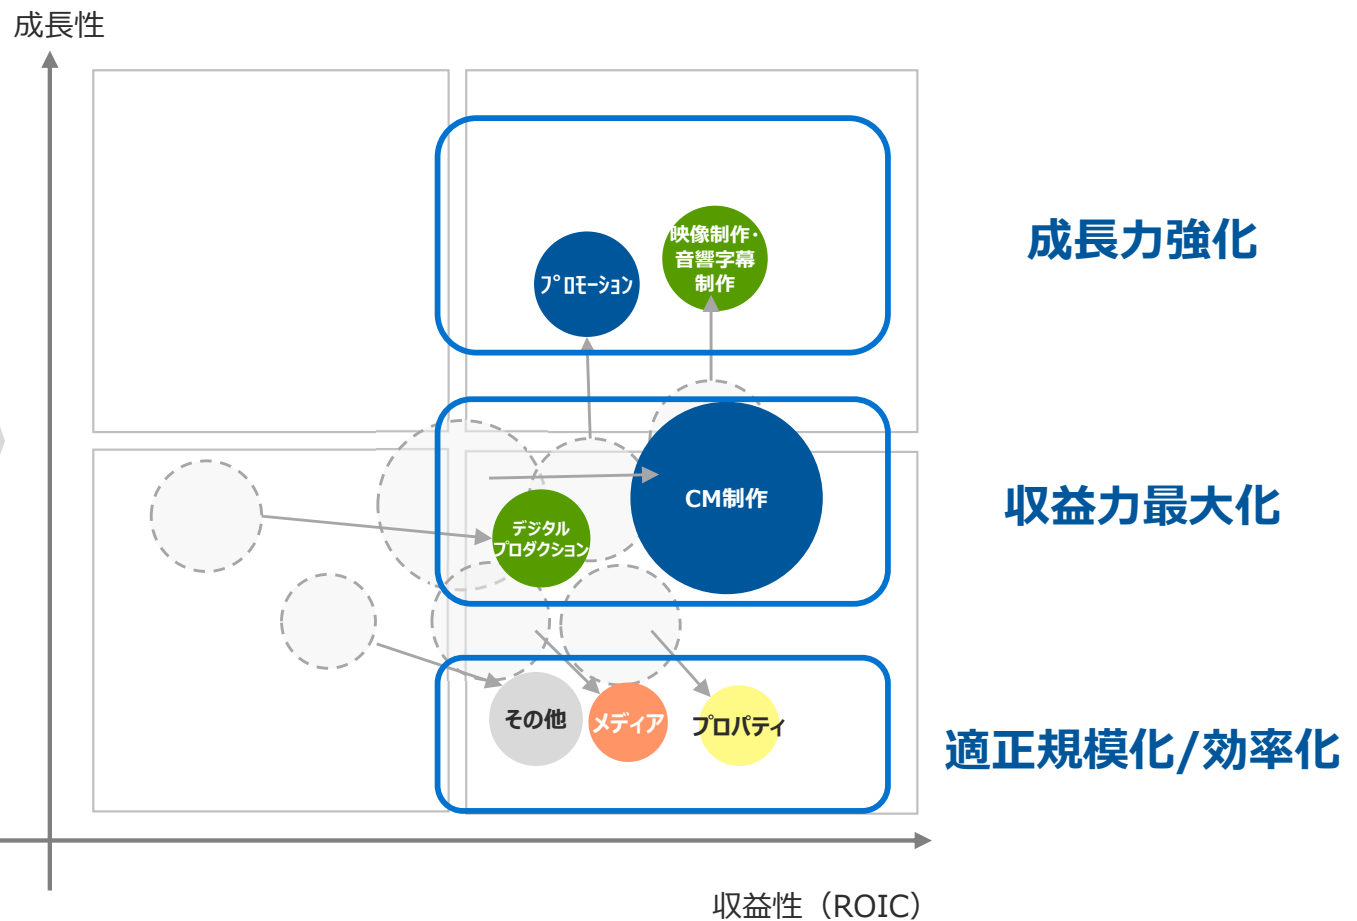 成長性
映像制作・
音響字幕
制作
ﾌﾟﾛﾓｰｼｮﾝ
成長力強化
CM制作
デジタル
プロダクション
収益力最大化
その他
メディア
プロパティ
適正規模化/効率化
収益性（ROIC）